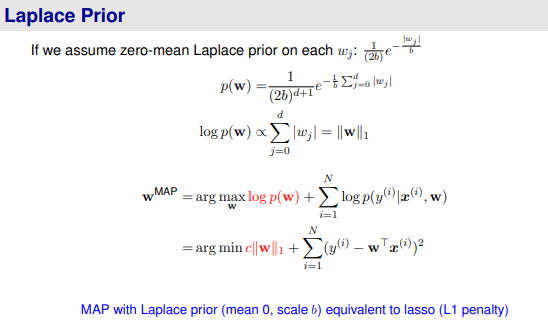 Laplace Prior
If we assume zero-mean Laplace prior on each $w_j$: $\frac{1}{(2b)}e^{-\frac{|w_j|}{b}}$
$p(\mathbf{w}) = \frac{1}{(2b)^{d+1}}e^{-\frac{1}{b}\sum_{j=0}^{d}|w_j|}$
$\log p(\mathbf{w}) \propto \sum_{j=0}^{d}|w_j| = \|\mathbf{w}\|_1$
$\mathbf{w}^{\text{MAP}} = \arg\max_{\mathbf{w}} \log p(\mathbf{w}) + \sum_{i=1}^{N} \log p(y^{(i)}|\boldsymbol{x}^{(i)}, \mathbf{w})$
$= \arg\min c\|\mathbf{w}\|_1 + \sum_{i=1}^{N}(y^{(i)} - \mathbf{w}^\top \boldsymbol{x}^{(i)})^2$
MAP with Laplace prior (mean 0, scale $b$) equivalent to lasso (L1 penalty)